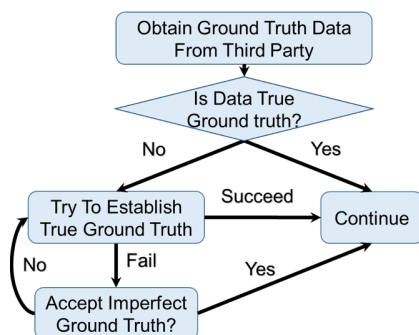 Obtain Ground Truth Data
From Third Party
Is Data True
Ground truth?
No
Yes
Try To Establish
True Ground Truth
Succeed
Continue
No
Fail
Yes
Accept Imperfect
Ground Truth?